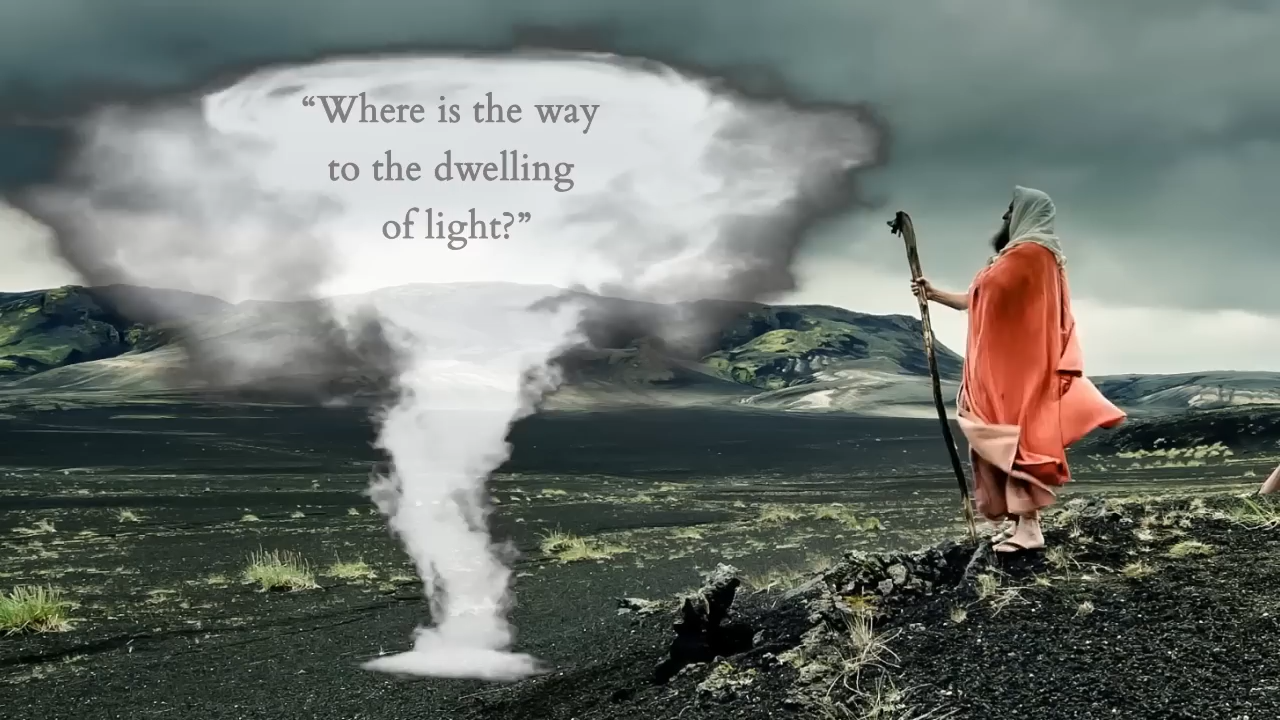 “Where is the way
to the dwelling
of light?”